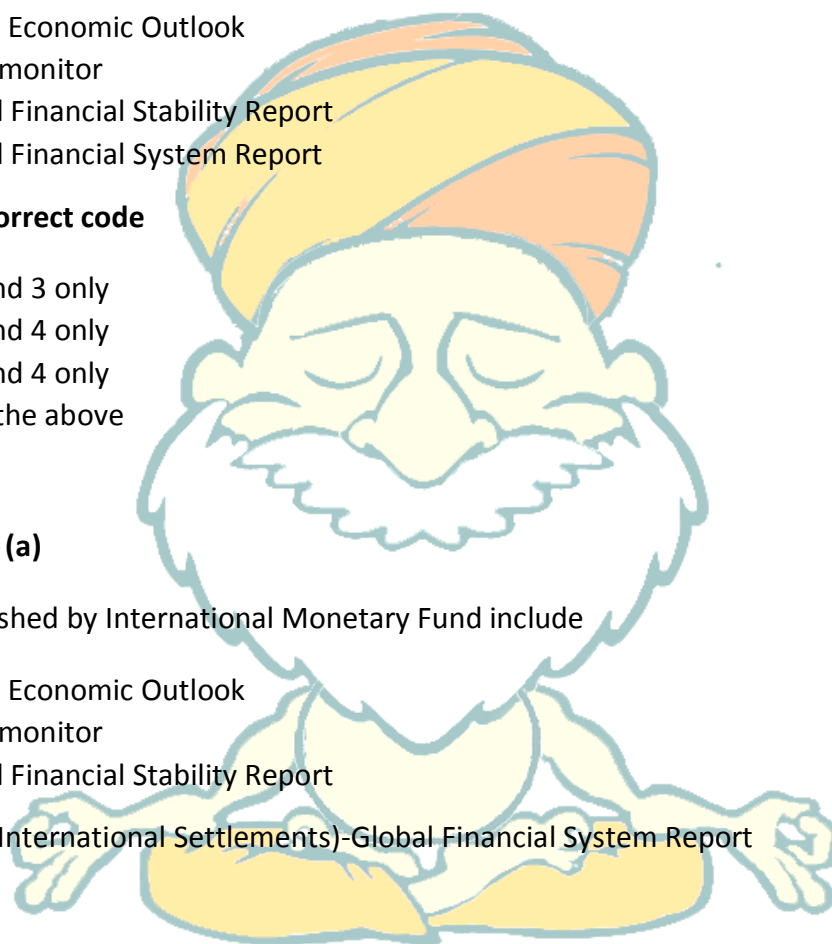 Economic Outlook
monitor
l Financial Stability Report
l Financial System Report
orrect code
nd 3 only
nd 4 only
nd 4 only
the above
(a)
shed by International Monetary Fund include
Economic Outlook
monitor
l Financial Stability Report
International Settlements)-Global Financial System Report